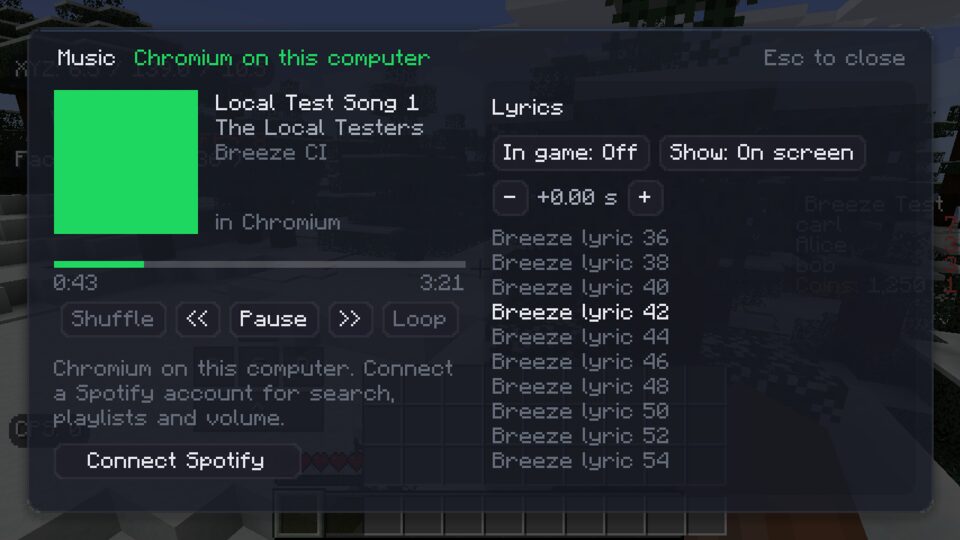 Music Chromium on this computer
Esc to close
Local Test Song 1
The Local Testers
Breeze CI
in Chromium
0:43
3:21
Shuffle << Pause >> Loop
Chromium on this computer. Connect
a Spotify account for search,
playlists and volume.
Connect Spotify
Lyrics
In game: Off
Show: On screen
- +0.00 s +
Breeze lyric 36
Breeze lyric 38
Breeze lyric 40
Breeze lyric 42
Breeze lyric 44
Breeze lyric 46
Breeze lyric 48
Breeze lyric 50
Breeze lyric 52
Breeze lyric 54
Breeze Test
carl
Alice
bob
Coins: 1,250